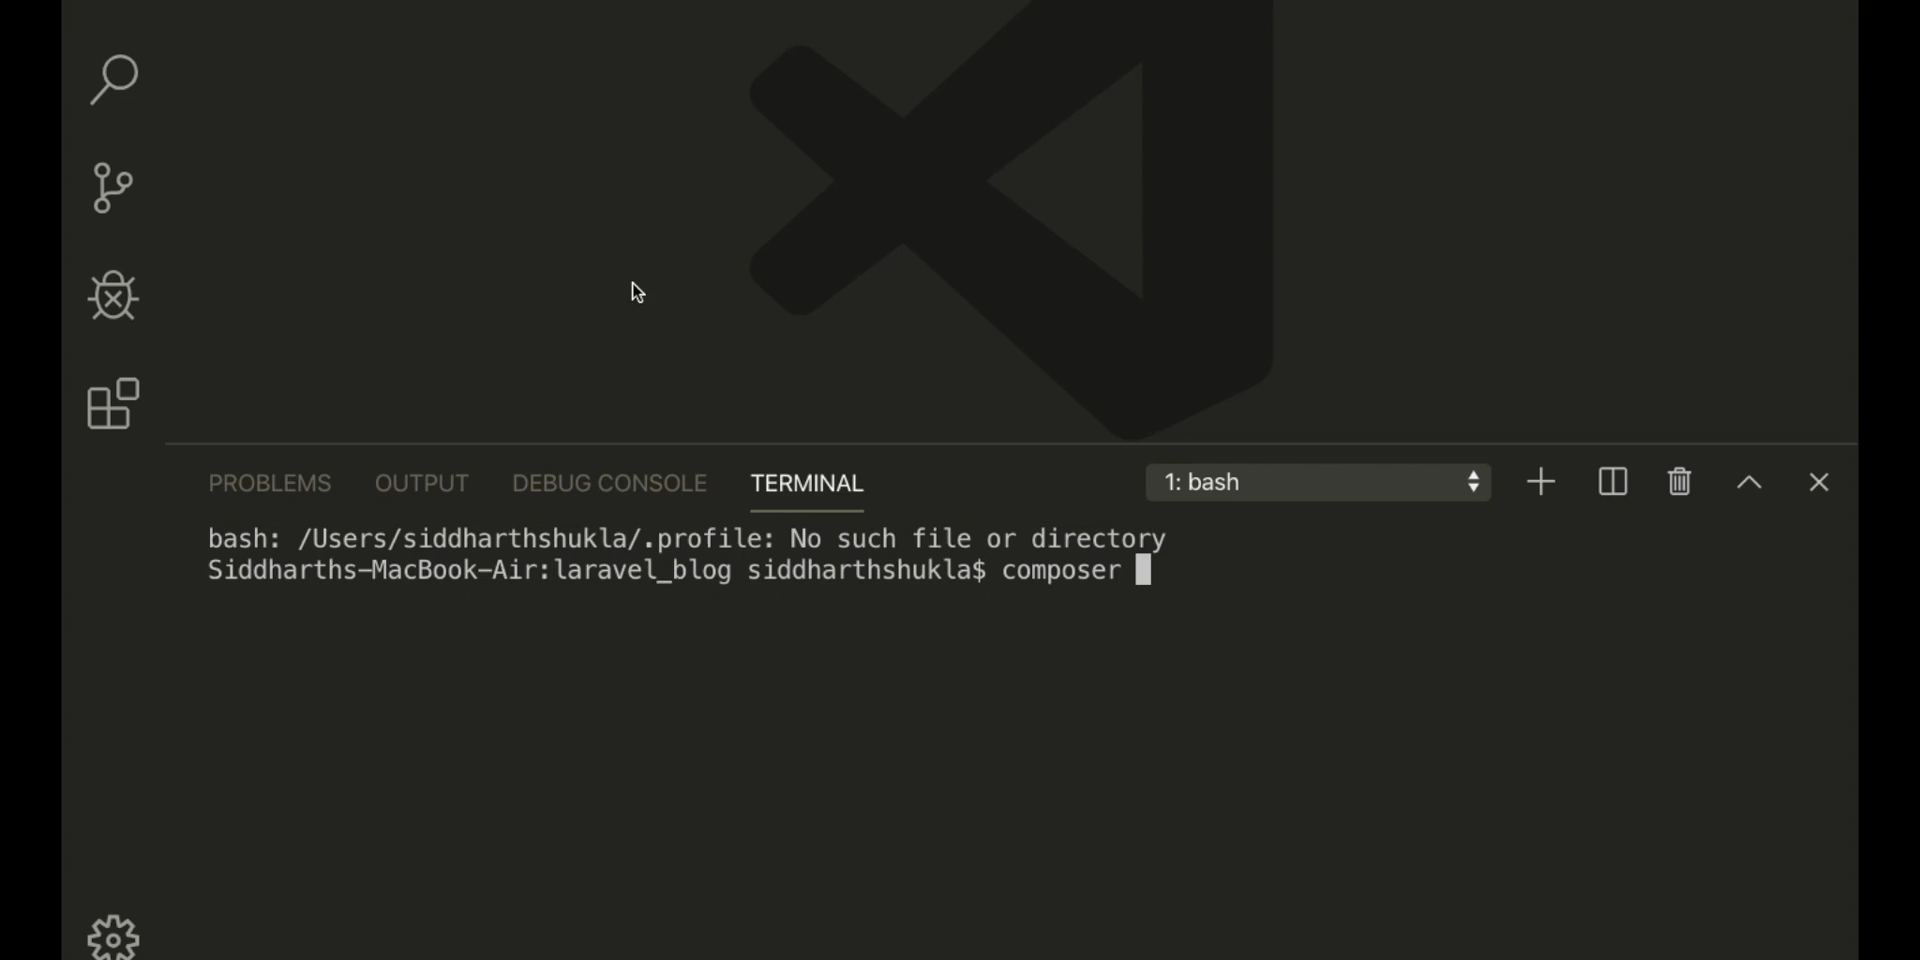 PROBLEMS OUTPUT DEBUG CONSOLE TERMINAL 1: bash
bash: /Users/siddharthshukla/.profile: No such file or directory
Siddharths-MacBook-Air:laravel_blog siddharthshukla$ composer